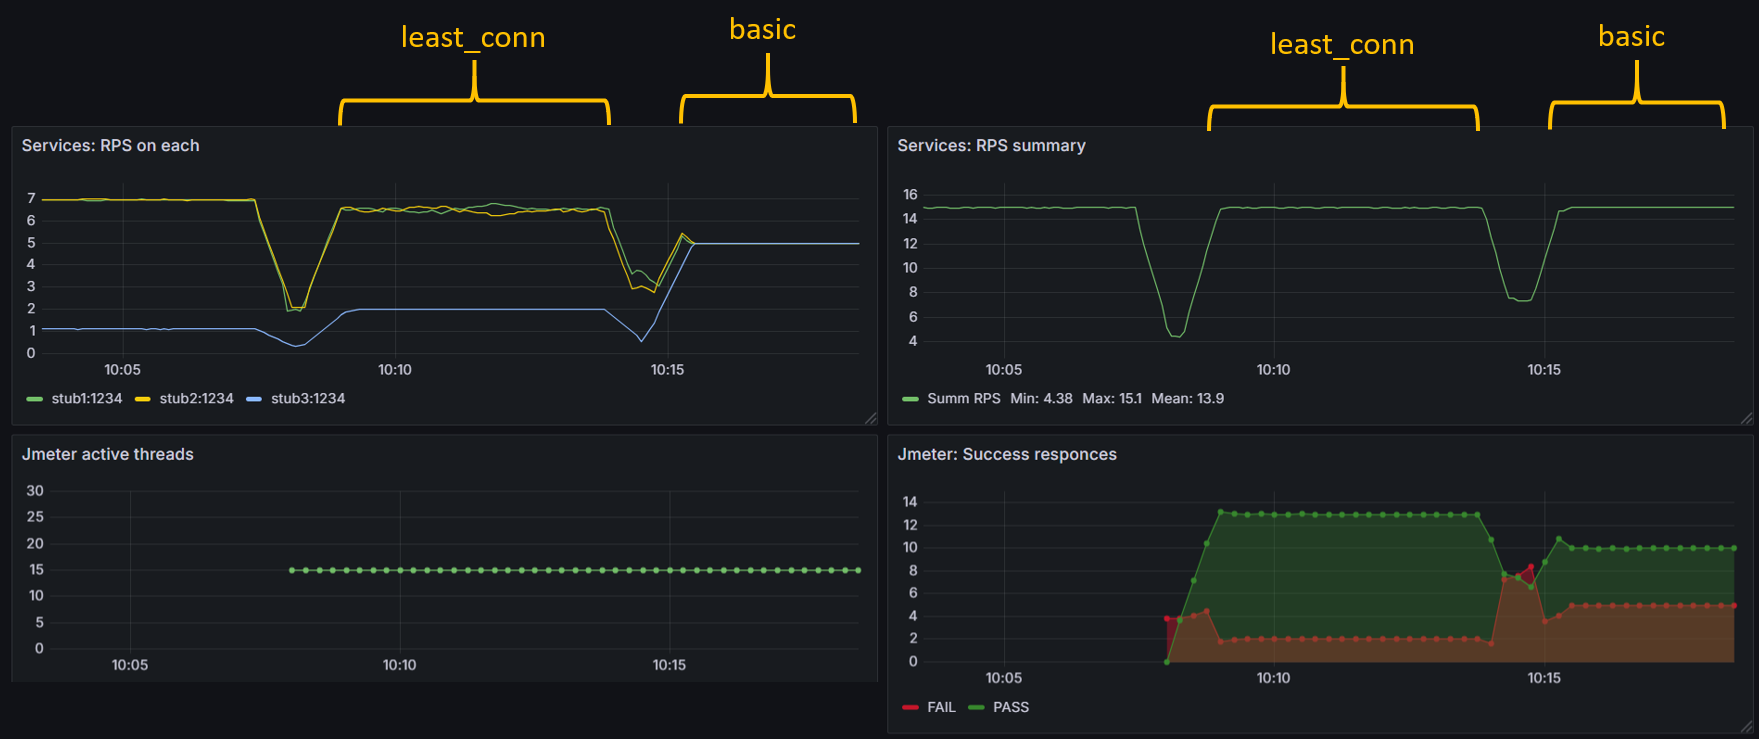 least_conn
basic
least_conn
basic
Services: RPS on each
7
6
5
4
3
2
1
0
10:05 10:10 10:15
stub1:1234 stub2:1234 stub3:1234
Services: RPS summary
16
14
12
10
8
6
4
10:05 10:10 10:15
Summ RPS Min: 4.38 Max: 15.1 Mean: 13.9
Jmeter active threads
30
25
20
15
10
5
0
10:05 10:10 10:15
Jmeter: Success responces
14
12
10
8
6
4
2
0
10:05 10:10 10:15
FAIL PASS